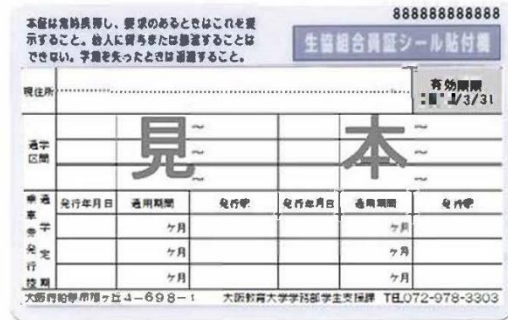 888888888888
本証は常時携帯し、要求のあるときはこれを提
示すること。他人に貸与または譲渡することは
できない。学籍を失ったときは返還すること。
生協組合員証シール貼付欄
現住所
有効期限
/3/31
通学区間
見本
～ ～
～ ～
～ ～
乗車券発行控 通学定期
発行年月日 通用期間 発行駅 発行年月日 通用期間 発行駅
ケ月 ケ月
ケ月 ケ月
ケ月 ケ月
大阪府柏原市旭ヶ丘4－698－1 大阪教育大学学務部学生支援課 TEL072-978-3303